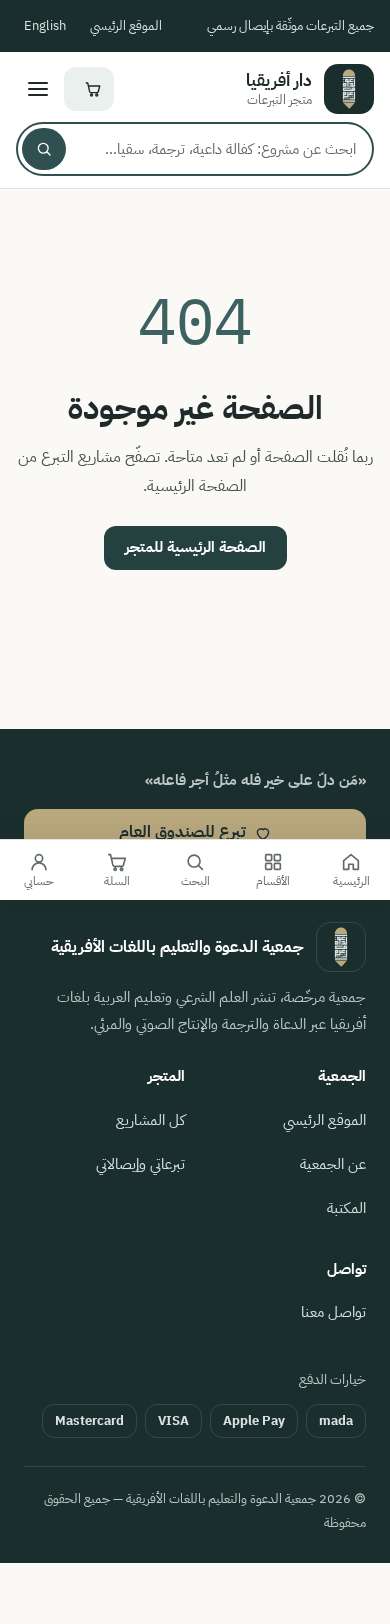 جميع التبرعات موثّقة بإيصال رسمي
الموقع الرئيسي
English
دار أفريقيا
متجر التبرعات
ابحث عن مشروع: كفالة داعية، ترجمة، سقيا...
404
الصفحة غير موجودة
ربما نُقلت الصفحة أو لم تعد متاحة. تصفّح مشاريع التبرع من
الصفحة الرئيسية.
الصفحة الرئيسية للمتجر
«مَن دلّ على خير فله مثلُ أجر فاعله»
تبرع للصندوق العام
الرئيسية
الأقسام
البحث
السلة
حسابي
جمعية الدعوة والتعليم باللغات الأفريقية
جمعية مرخّصة، تنشر العلم الشرعي وتعليم العربية بلغات
أفريقيا عبر الدعاة والترجمة والإنتاج الصوتي والمرئي.
الجمعية
الموقع الرئيسي
عن الجمعية
المكتبة
المتجر
كل المشاريع
تبرعاتي وإيصالاتي
تواصل
تواصل معنا
خيارات الدفع
mada
Apple Pay
VISA
Mastercard
© 2026 جمعية الدعوة والتعليم باللغات الأفريقية — جميع الحقوق
محفوظة